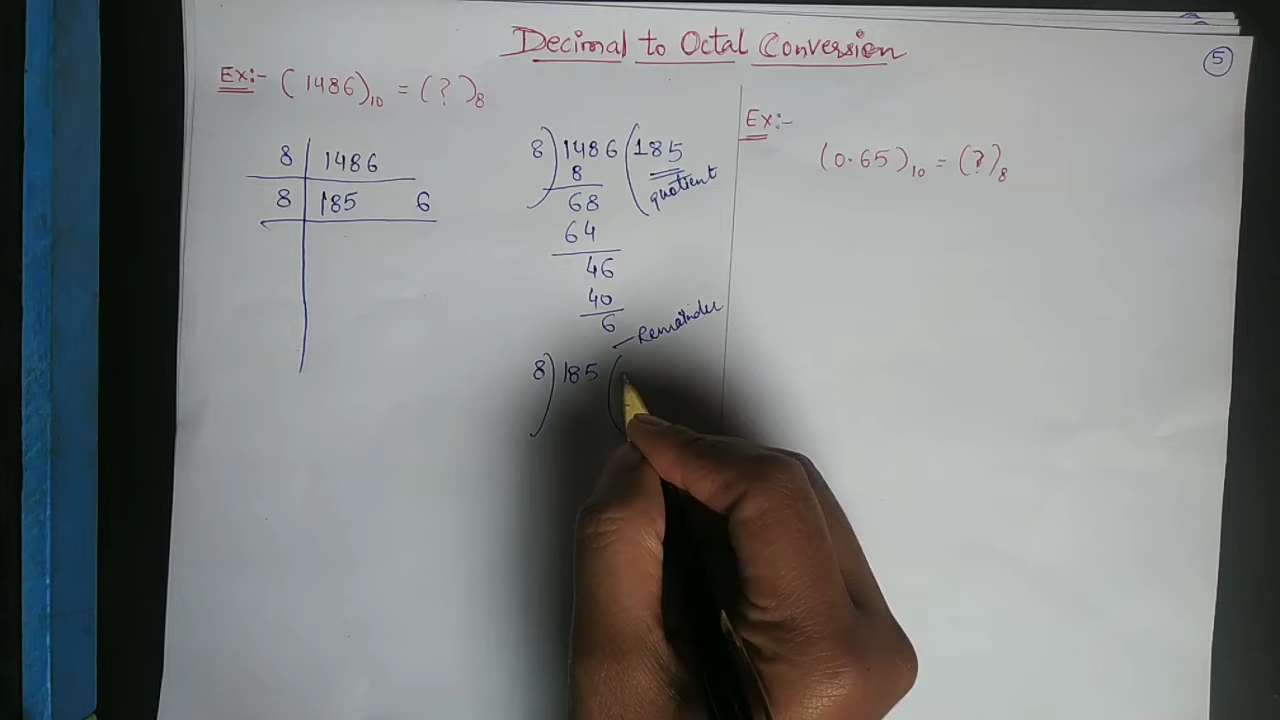 Decimal to Octal Conversion
5
Ex:- (1486)10 = (?)8
8 | 1486
8 | 185 6
8) 1486 (185
quotient
8
68
64
46
40
6
Remainder
8) 185 (
Ex:-
(0.65)10 = (?)8